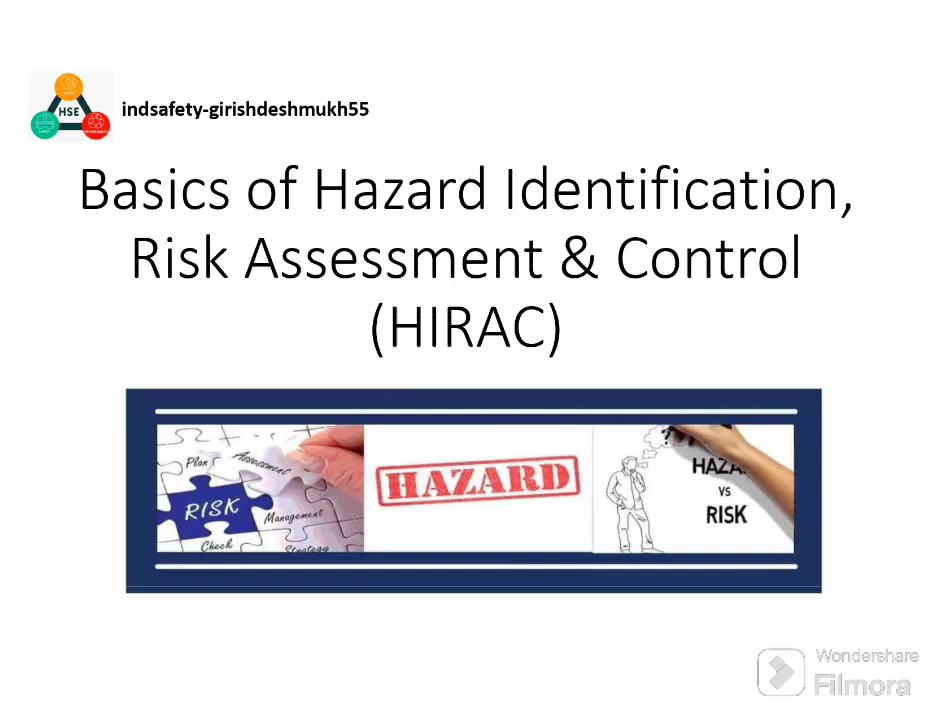 HSE
indsafety-girishdeshmukh55
Basics of Hazard Identification,
Risk Assessment & Control
(HIRAC)
Plan
Assessment
RISK
Management
Check
Strategy
HAZARD
HAZA
vs
RISK
Wondershare
Filmora